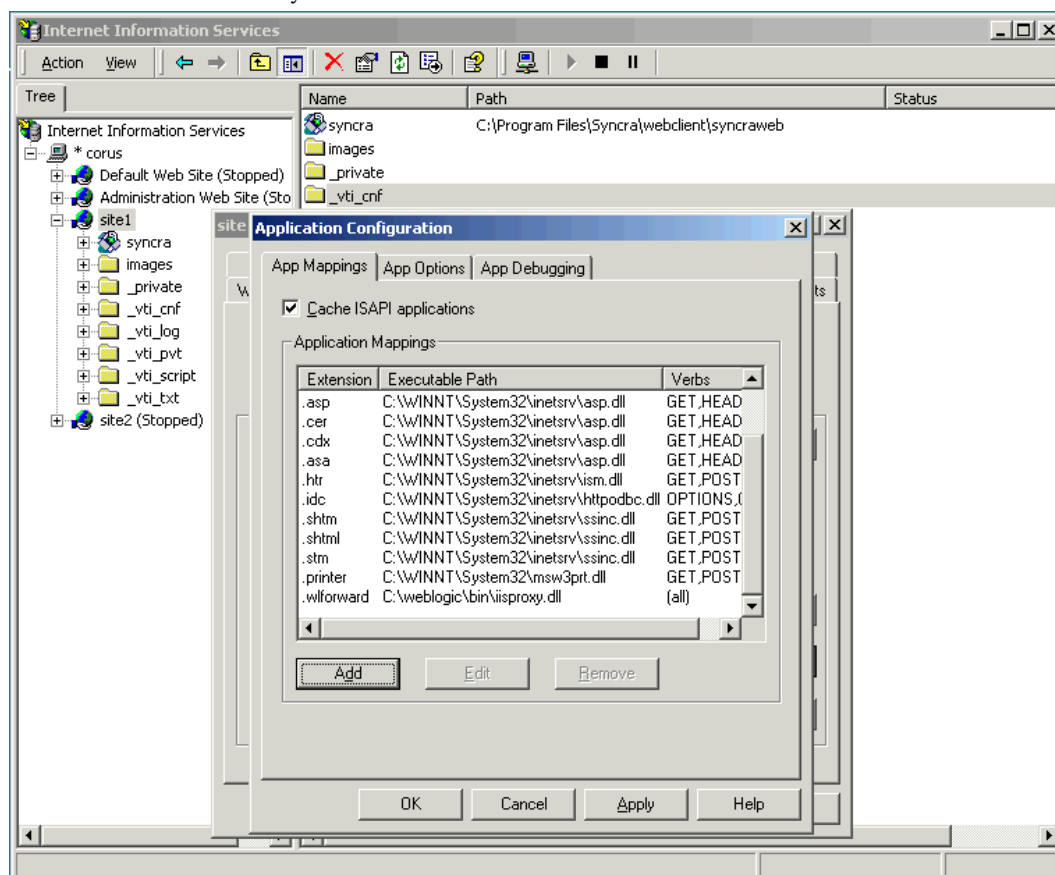 Internet Information Services
Action View
Tree
Name Path Status
Internet Information Services
* corus
Default Web Site (Stopped)
Administration Web Site (Sto
site1
syncra
images
_private
_vti_cnf
_vti_log
_vti_pvt
_vti_script
_vti_txt
site2 (Stopped)
syncra C:\Program Files\Syncra\webclient\syncraweb
images
_private
_vti_cnf
site
Application Configuration
App Mappings App Options App Debugging
ts
Cache ISAPI applications
Application Mappings
Extension Executable Path Verbs
.asp C:\WINNT\System32\inetsrv\asp.dll GET,HEAD
.cer C:\WINNT\System32\inetsrv\asp.dll GET,HEAD
.cdx C:\WINNT\System32\inetsrv\asp.dll GET,HEAD
.asa C:\WINNT\System32\inetsrv\asp.dll GET,HEAD
.htr C:\WINNT\System32\inetsrv\ism.dll GET,POST
.idc C:\WINNT\System32\inetsrv\httpodbc.dll OPTIONS,
.shtm C:\WINNT\System32\inetsrv\ssinc.dll GET,POST
.shtml C:\WINNT\System32\inetsrv\ssinc.dll GET,POST
.stm C:\WINNT\System32\inetsrv\ssinc.dll GET,POST
.printer C:\WINNT\System32\msw3prt.dll GET,POST
.wlforward C:\weblogic\bin\iisproxy.dll (all)
Add Edit Remove
OK Cancel Apply Help